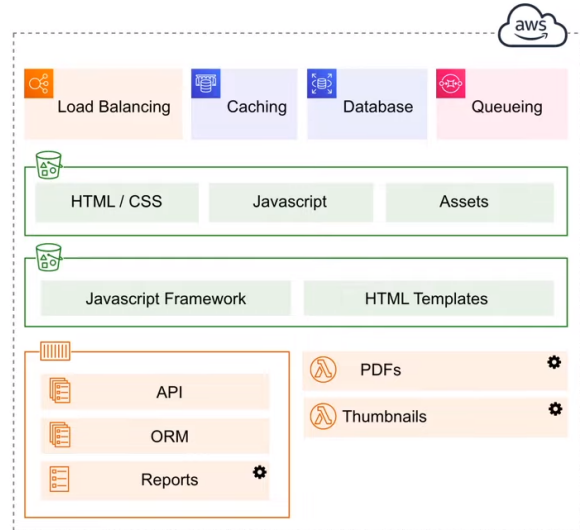 aws
Load Balancing
Caching
Database
Queueing
HTML / CSS
Javascript
Assets
Javascript Framework
HTML Templates
API
ORM
Reports
PDFs
Thumbnails